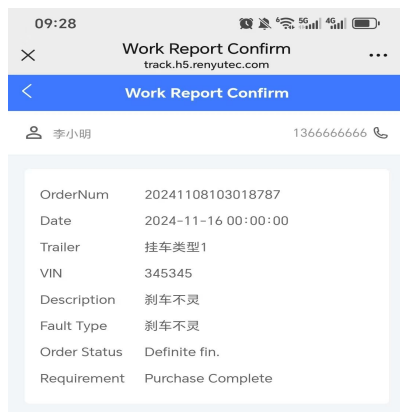 09:28
5G 4G
Work Report Confirm
track.h5.renyutec.com
Work Report Confirm
李小明 1366666666
OrderNum 20241108103018787
Date 2024-11-16 00:00:00
Trailer 挂车类型1
VIN 345345
Description 刹车不灵
Fault Type 刹车不灵
Order Status Definite fin.
Requirement Purchase Complete